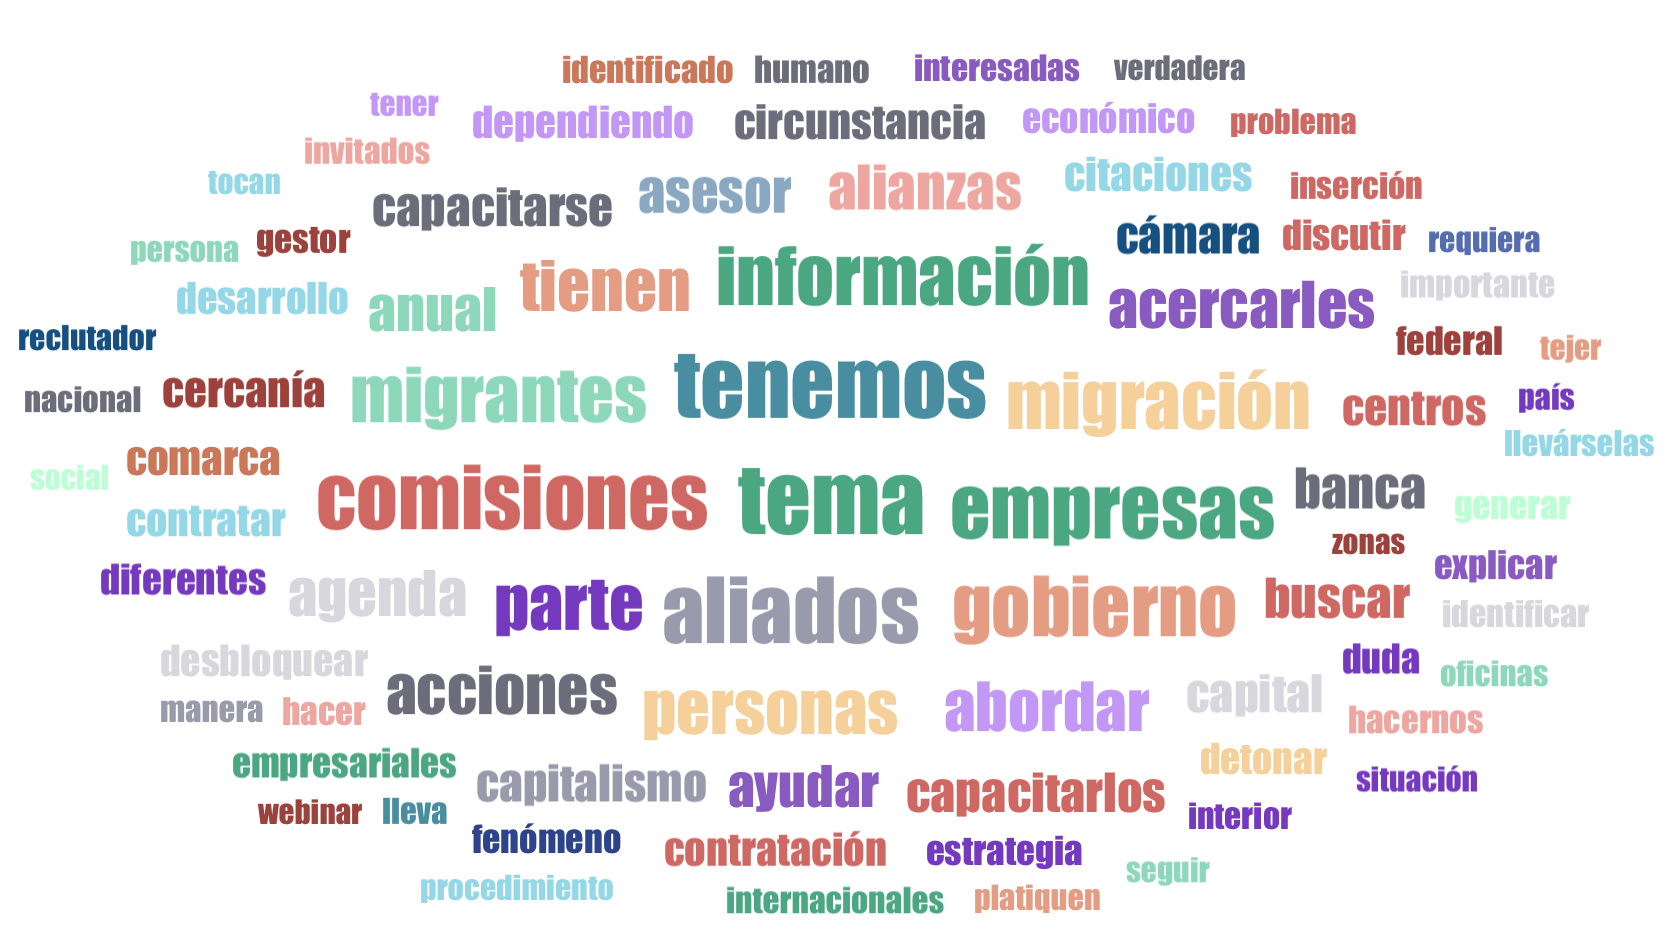 identificado humano interesadas verdadera
tener dependiendo circunstancia económico problema
invitados
tocan capacitarse asesor alianzas citaciones inserción
persona gestor cámara discutir requiera
desarrollo anual tienen información acercarles importante
reclutador federal tejer
nacional cercanía migrantes tenemos migración centros país
llevárselas
social comarca comisiones tema empresas banca generar
contratar zonas
diferentes agenda parte aliados gobierno buscar explicar
identificar
desbloquear duda oficinas
manera hacer acciones personas abordar capital hacernos
empresariales capitalismo ayudar capacitarlos detonar situación
webinar lleva interior
fenómeno contratación estrategia
procedimiento internacionales platiquen seguir